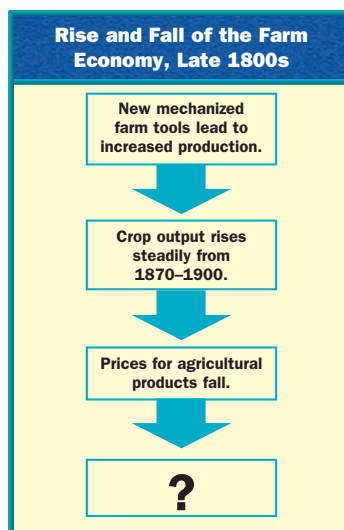 Rise and Fall of the Farm
Economy, Late 1800s
New mechanized
farm tools lead to
increased production.
Crop output rises
steadily from
1870–1900.
Prices for agricultural
products fall.
?